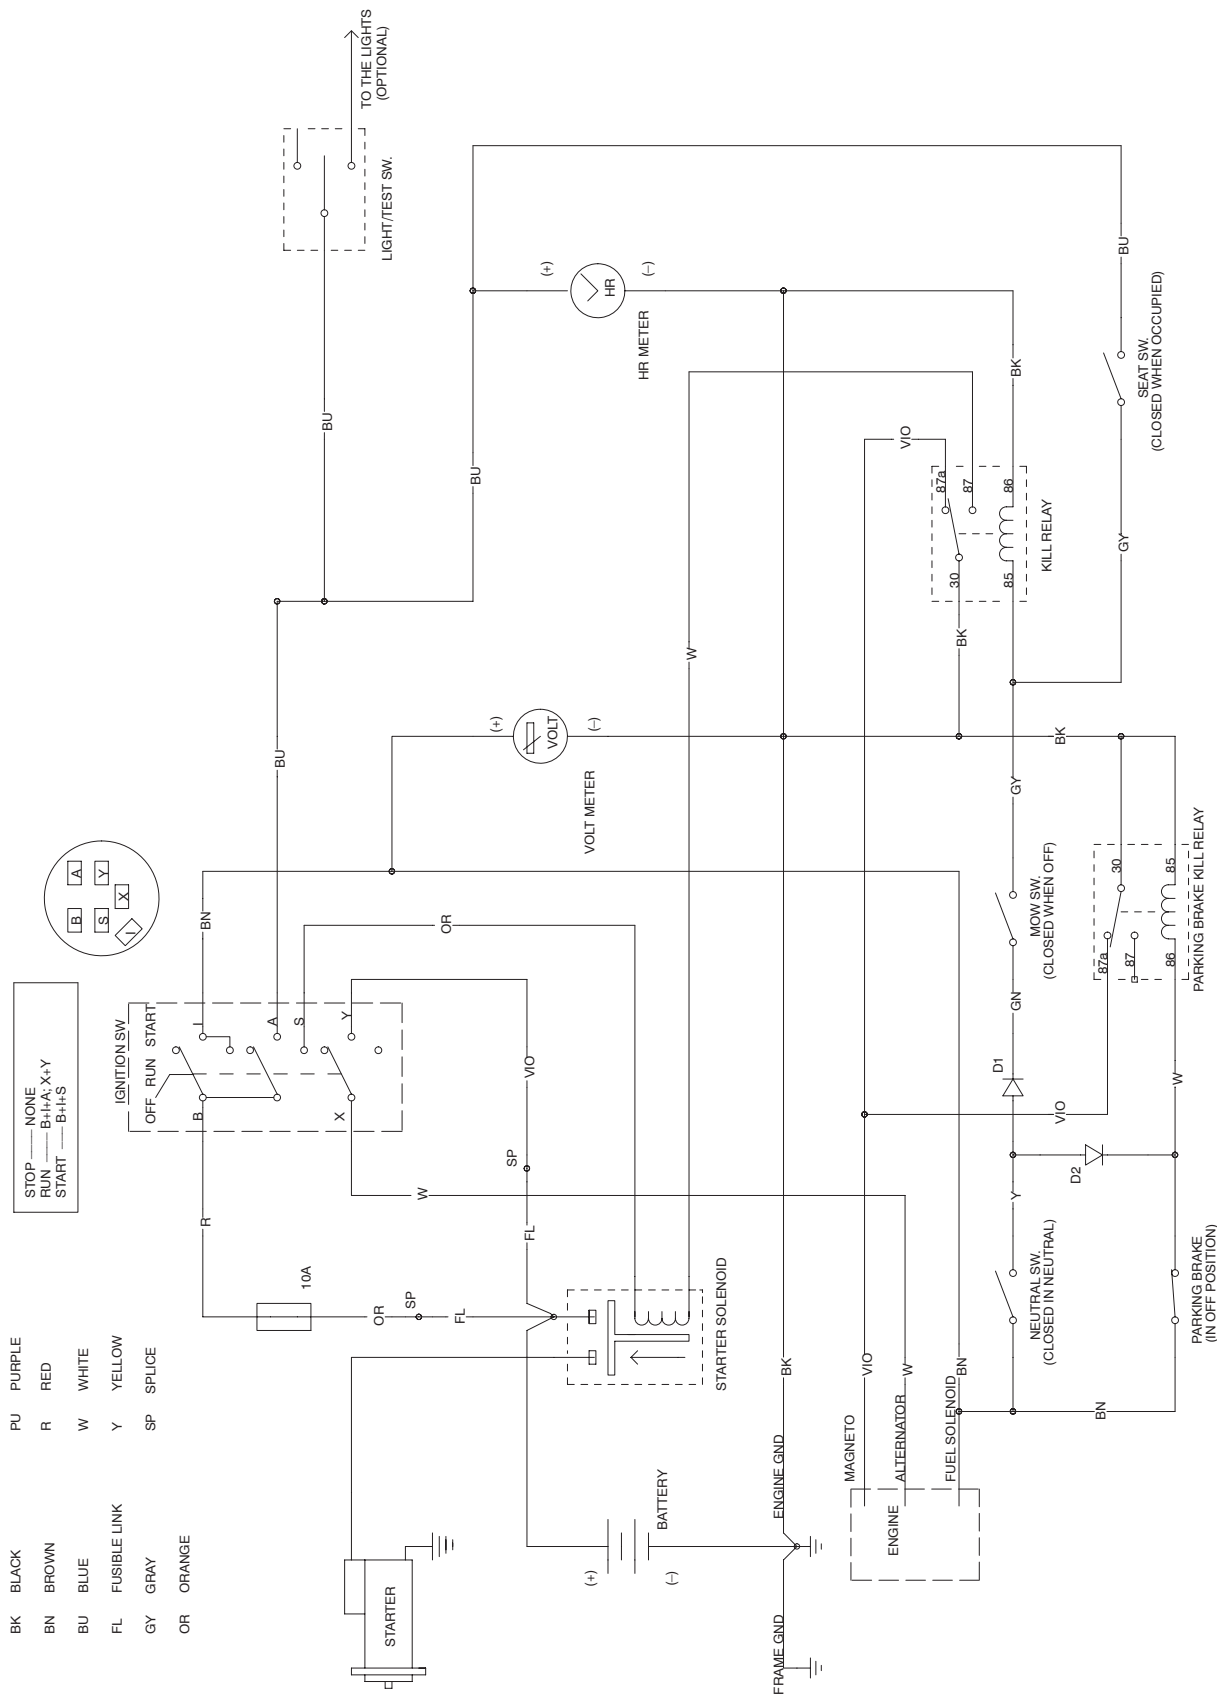 BK BLACK
BN BROWN
BU BLUE
FL FUSIBLE LINK
GY GRAY
OR ORANGE
PU PURPLE
R RED
W WHITE
Y YELLOW
SP SPLICE
STOP NONE
RUN B+I+A; X+Y
START B+I+S
B
A
S
Y
X
I
IGNITION SW
OFF RUN START
B
I
A
S
X
Y
BN
BU
BU
BU
LIGHT/TEST SW.
TO THE LIGHTS
(OPTIONAL)
R
10A
OR
SP
FL
W
VIO
SP
FL
OR
STARTER
STARTER SOLENOID
BATTERY
(+)
(–)
(+)
(–)
VOLT
VOLT METER
(+)
(–)
HR
HR METER
W
FRAME GND
ENGINE GND
BK
ENGINE
MAGNETO
VIO
ALTERNATOR
W
FUEL SOLENOID
BN
VIO
87a
87
86
30
85
KILL RELAY
BK
BK
BK
GY
BU
SEAT SW.
(CLOSED WHEN OCCUPIED)
GY
MOW SW.
(CLOSED WHEN OFF)
GN
D1
VIO
Y
D2
NEUTRAL SW.
(CLOSED IN NEUTRAL)
BN
PARKING BRAKE
(IN OFF POSITION)
W
87a
87
86
30
85
PARKING BRAKE KILL RELAY